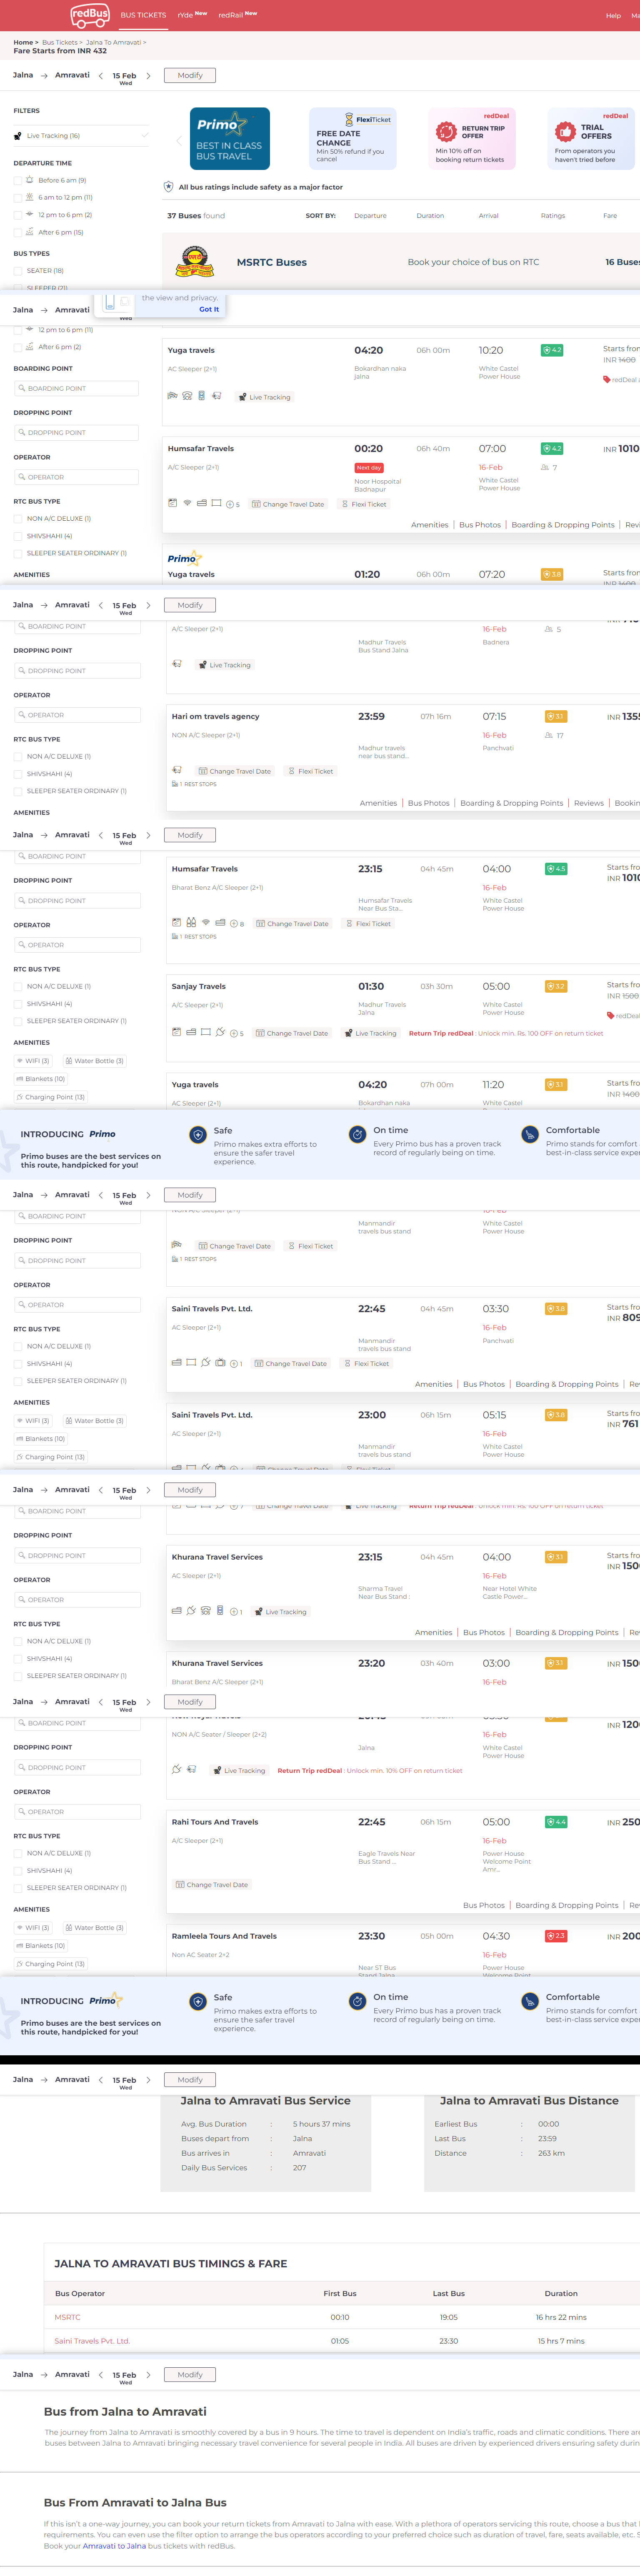 redBus
BUS TICKETS rYde New redRail New
Help Ma
Home > Bus Tickets > Jalna To Amravati >
Fare Starts from INR 432
Jalna → Amravati < 15 Feb > Modify
Wed
FILTERS
Live Tracking (16)
DEPARTURE TIME
Before 6 am (9)
6 am to 12 pm (11)
12 pm to 6 pm (2)
After 6 pm (15)
BUS TYPES
SEATER (18)
SLEEPER (21)
Primo
BEST IN CLASS
BUS TRAVEL
FlexiTicket
FREE DATE
CHANGE
Min 50% refund if you
cancel
redDeal
RETURN TRIP
OFFER
Min 10% off on
booking return tickets
redDeal
TRIAL
OFFERS
From operators you
haven't tried before
All bus ratings include safety as a major factor
37 Buses found SORT BY: Departure Duration Arrival Ratings Fare
MSRTC Buses Book your choice of bus on RTC 16 Buse
Jalna → Amravati
Wed
the view and privacy.
Got It
12 pm to 6 pm (11)
After 6 pm (2)
BOARDING POINT
BOARDING POINT
DROPPING POINT
DROPPING POINT
OPERATOR
OPERATOR
RTC BUS TYPE
NON A/C DELUXE (1)
SHIVSHAHI (4)
SLEEPER SEATER ORDINARY (1)
AMENITIES
Yuga travels 04:20 06h 00m 10:20 4.2 Starts from
AC Sleeper (2+1) Bokardhan naka White Castel INR 1400
jalna Power House
redDeal
Live Tracking
Humsafar Travels 00:20 06h 40m 07:00 4.2 INR 1010
A/C Sleeper (2+1) Next day 16-Feb 7
Noor Hospoital White Castel
Badnapur Power House
5 Change Travel Date Flexi Ticket
Amenities | Bus Photos | Boarding & Dropping Points | Revi
Primo
Yuga travels 01:20 06h 00m 07:20 3.8 Starts from
Jalna → Amravati < 15 Feb > Modify
Wed
BOARDING POINT
DROPPING POINT
DROPPING POINT
OPERATOR
OPERATOR
RTC BUS TYPE
NON A/C DELUXE (1)
SHIVSHAHI (4)
SLEEPER SEATER ORDINARY (1)
AMENITIES
A/C Sleeper (2+1) 16-Feb 5
Madhur Travels Badnera
Bus Stand Jalna
Live Tracking
Hari om travels agency 23:59 07h 16m 07:15 3.1 INR 1355
NON A/C Sleeper (2+1) 16-Feb 17
Madhur travels Panchvati
near bus stand...
Change Travel Date Flexi Ticket
1 REST STOPS
Amenities | Bus Photos | Boarding & Dropping Points | Reviews | Bookin
Jalna → Amravati < 15 Feb > Modify
Wed
BOARDING POINT
DROPPING POINT
DROPPING POINT
OPERATOR
OPERATOR
RTC BUS TYPE
NON A/C DELUXE (1)
SHIVSHAHI (4)
SLEEPER SEATER ORDINARY (1)
AMENITIES
WIFI (3) Water Bottle (3)
Blankets (10)
Charging Point (13)
Humsafar Travels 23:15 04h 45m 04:00 4.5 Starts fro
Bharat Benz A/C Sleeper (2+1) 16-Feb INR 1010
Humsafar Travels White Castel
Near Bus Sta... Power House
8 Change Travel Date Flexi Ticket
1 REST STOPS
Sanjay Travels 01:30 03h 30m 05:00 3.2 Starts fro
A/C Sleeper (2+1) INR 1500
Madhur Travels White Castel
Jalna Power House
redDeal
5 Change Travel Date Live Tracking Return Trip redDeal : Unlock min. Rs. 100 OFF on return ticket
Yuga travels 04:20 07h 00m 11:20 3.1 Starts fro
AC Sleeper (2+1) Bokardhan naka White Castel INR 1400
INTRODUCING Primo
Primo buses are the best services on
this route, handpicked for you!
Safe
Primo makes extra efforts to
ensure the safer travel
experience.
On time
Every Primo bus has a proven track
record of regularly being on time.
Comfortable
Primo stands for comfort
best-in-class service exper
Jalna → Amravati < 15 Feb > Modify
Wed
BOARDING POINT
DROPPING POINT
DROPPING POINT
OPERATOR
OPERATOR
RTC BUS TYPE
NON A/C DELUXE (1)
SHIVSHAHI (4)
SLEEPER SEATER ORDINARY (1)
AMENITIES
WIFI (3) Water Bottle (3)
Blankets (10)
Charging Point (13)
Manmandir White Castel
travels bus stand Power House
Change Travel Date Flexi Ticket
1 REST STOPS
Saini Travels Pvt. Ltd. 22:45 04h 45m 03:30 3.8 Starts fro
AC Sleeper (2+1) 16-Feb INR 809
Manmandir Panchvati
travels bus stand
1 Change Travel Date Flexi Ticket
Amenities | Bus Photos | Boarding & Dropping Points | Re
Saini Travels Pvt. Ltd. 23:00 06h 15m 05:15 3.8 Starts fro
AC Sleeper (2+1) 16-Feb INR 761
Manmandir White Castel
travels bus stand Power House
Jalna → Amravati < 15 Feb > Modify
Wed
BOARDING POINT
DROPPING POINT
DROPPING POINT
OPERATOR
OPERATOR
RTC BUS TYPE
NON A/C DELUXE (1)
SHIVSHAHI (4)
SLEEPER SEATER ORDINARY (1)
Change Travel Date Live Tracking Return Trip redDeal : Unlock min. Rs. 100 OFF on return ticket
Khurana Travel Services 23:15 04h 45m 04:00 3.1 Starts fro
AC Sleeper (2+1) 16-Feb INR 150
Sharma Travel Near Hotel White
Near Bus Stand : Castle Power...
1 Live Tracking
Amenities | Bus Photos | Boarding & Dropping Points | Re
Khurana Travel Services 23:20 03h 40m 03:00 3.1 INR 150
Bharat Benz A/C Sleeper (2+1) 16-Feb
Jalna → Amravati < 15 Feb > Modify
Wed
BOARDING POINT
DROPPING POINT
DROPPING POINT
OPERATOR
OPERATOR
RTC BUS TYPE
NON A/C DELUXE (1)
SHIVSHAHI (4)
SLEEPER SEATER ORDINARY (1)
AMENITIES
WIFI (3) Water Bottle (3)
Blankets (10)
Charging Point (13)
INR 120
NON A/C Seater / Sleeper (2+2) 16-Feb
Jalna White Castel
Power House
Live Tracking Return Trip redDeal : Unlock min. 10% OFF on return ticket
Rahi Tours And Travels 22:45 06h 15m 05:00 4.4 INR 250
A/C Sleeper (2+1) 16-Feb
Eagle Travels Near Power House
Bus Stand ... Welcome Point
Amr...
Change Travel Date
Bus Photos | Boarding & Dropping Points | Re
Ramleela Tours And Travels 23:30 05h 00m 04:30 2.3 INR 200
Non AC Seater 2+2 16-Feb
Near ST Bus Power House
Stand Jalna Welcome Point
INTRODUCING Primo
Primo buses are the best services on
this route, handpicked for you!
Safe
Primo makes extra efforts to
ensure the safer travel
experience.
On time
Every Primo bus has a proven track
record of regularly being on time.
Comfortable
Primo stands for comfort
best-in-class service exper
Jalna → Amravati < 15 Feb > Modify
Wed
Jalna to Amravati Bus Service
Avg. Bus Duration : 5 hours 37 mins
Buses depart from : Jalna
Bus arrives in : Amravati
Daily Bus Services : 207
Jalna to Amravati Bus Distance
Earliest Bus : 00:00
Last Bus : 23:59
Distance : 263 km
JALNA TO AMRAVATI BUS TIMINGS & FARE
Bus Operator First Bus Last Bus Duration
MSRTC 00:10 19:05 16 hrs 22 mins
Saini Travels Pvt. Ltd. 01:05 23:30 15 hrs 7 mins
Jalna → Amravati < 15 Feb > Modify
Wed
Bus from Jalna to Amravati
The journey from Jalna to Amravati is smoothly covered by a bus in 9 hours. The time to travel is dependent on India's traffic, roads and climatic conditions. There are
buses between Jalna to Amravati bringing necessary travel convenience for several people in India. All buses are driven by experienced drivers ensuring safety durin
Bus From Amravati to Jalna Bus
If this isn't a one-way journey, you can book your return tickets from Amravati to Jalna with ease. With a plethora of operators servicing this route, choose a bus that
requirements. You can even use the filter option to arrange the bus operators according to your preferred choice such as duration of travel, fare, seats available, etc. S
Book your Amravati to Jalna bus tickets with redBus.